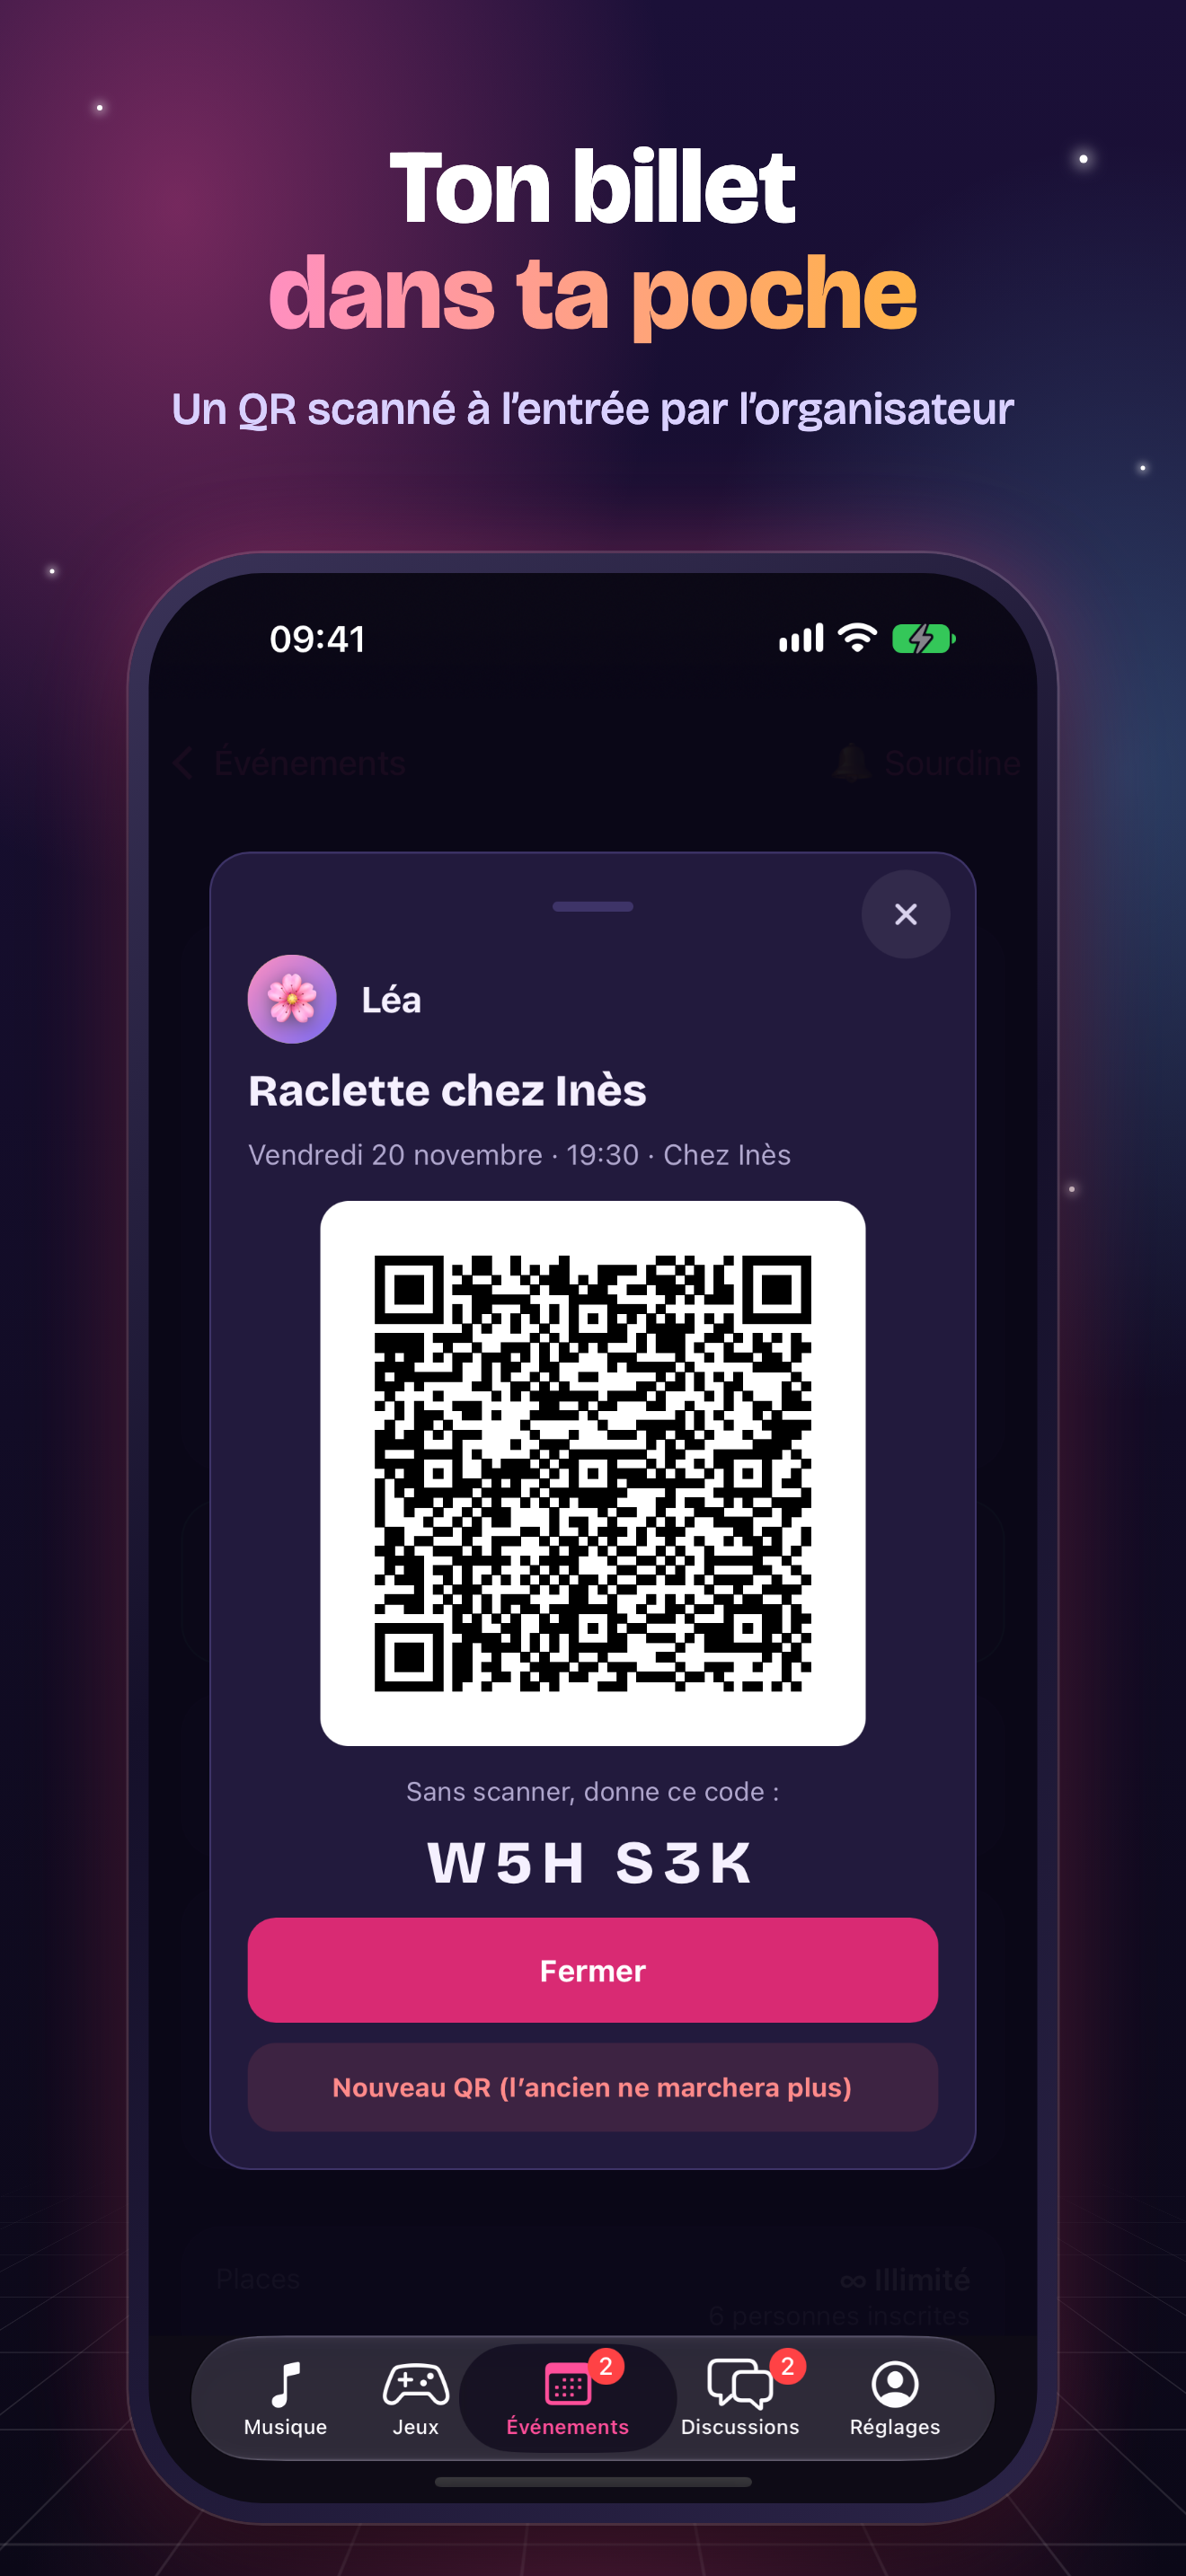 Ton billet
dans ta poche
Un QR scanné à l’entrée par l’organisateur
09:41
Événements
Sourdine
Léa
Raclette chez Inès
Vendredi 20 novembre · 19:30 · Chez Inès
Sans scanner, donne ce code :
W5H S3K
Fermer
Nouveau QR (l’ancien ne marchera plus)
Places
∞ Illimité
6 personnes inscrites
2
2
Musique
Jeux
Événements
Discussions
Réglages